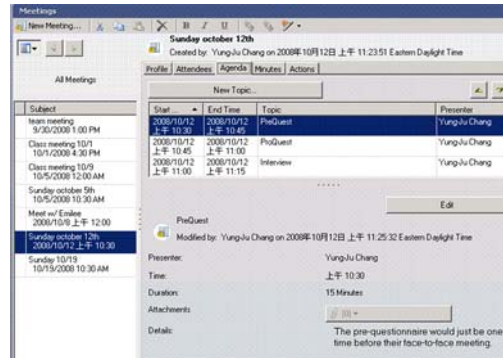 Meetings
New Meeting...
B I U
Sunday october 12th
Created by: Yung-Ju Chang on 2008年10月12日 上午 11:23:51 Eastern Daylight Time
All Meetings
Profile Attendees Agenda Minutes Actions
New Topic...
Subject
team meeting
9/30/2008 1:00 PM
Class meeting 10/1
10/1/2008 4:30 PM
Class meeting 10/9
10/5/2008 12:00 AM
Sunday october 5th
10/5/2008 10:30 AM
Meet w/ Emilee
2008/10/8 上午 12:00
Sunday october 12th
2008/10/12 上午 10:30
Sunday 10/19
10/19/2008 10:30 AM
Start ... End Time Topic Presenter
2008/10/12 上午 10:30 2008/10/12 上午 10:45 PreQuest Yung-Ju Chang
2008/10/12 上午 10:45 2008/10/12 上午 11:00 ProQuest Yung-Ju Chang
2008/10/12 上午 11:00 2008/10/12 上午 11:15 Interview Yung-Ju Chang
Edit
PreQuest
Modified by: Yung-Ju Chang on 2008年10月12日 上午 11:25:32 Eastern Daylight Time
Presenter: Yung-Ju Chang
Time: 上午 10:30
Duration: 15 Minutes
Attachments (0)
Details: The pre-questionnaire would just be one
time before their face-to-face meeting.